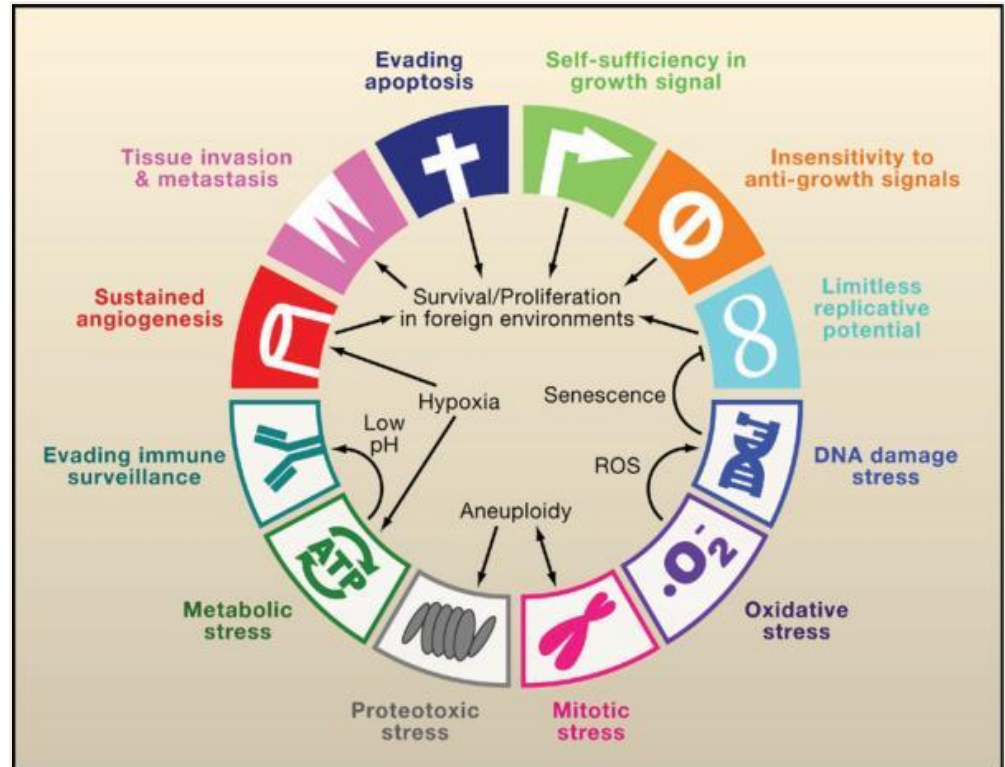 Evading
apoptosis
Self-sufficiency in
growth signal
Tissue invasion
& metastasis
Insensitivity to
anti-growth signals
Sustained
angiogenesis
Survival/Proliferation
in foreign environments
Limitless
replicative
potential
Hypoxia
Senescence
Low
pH
Evading immune
surveillance
ROS
DNA damage
stress
Aneuploidy
ATP
·O₂⁻
Metabolic
stress
Oxidative
stress
Proteotoxic
stress
Mitotic
stress